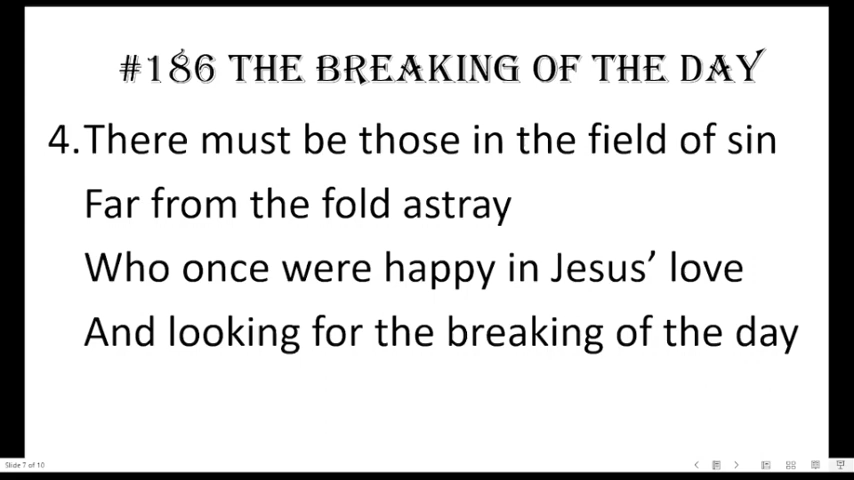 #186 THE BREAKING OF THE DAY
4.There must be those in the field of sin
Far from the fold astray
Who once were happy in Jesus’ love
And looking for the breaking of the day
Slide 7 of 10